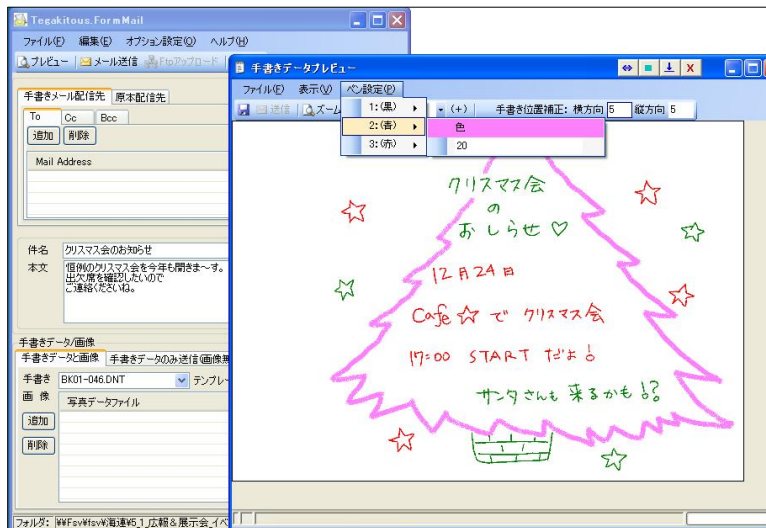 Tegakitous.FormMail
ファイル(F) 編集(E) オプション設定(O) ヘルプ(H)
プレビュー メール送信 Ftpアップロード
手書きメール配信先 原本配信先
To Cc Bcc
追加 削除
Mail Address
件名 クリスマス会のお知らせ
本文 恒例のクリスマス会を今年も開きま～す。
出欠席を確認したいので
ご連絡くださいね。
手書きデータ/画像
手書きデータと画像 手書きデータのみ送信(画像無
手書き BK01-046.DNT テンプレー
画 像 写真データファイル
追加
削除
フォルダ: ¥¥Fsv¥fsv¥海連¥5_1_広報＆展示会_イベ
手書きデータプレビュー
ファイル(F) 表示(V) ペン設定(P)
送信 ズーム (+) 手書き位置補正: 横方向 5 縦方向 5
1:(黒)
2:(青) 色
3:(赤) 20
クリスマス会
の
おしらせ♡
12月24日
Cafe☆で クリスマス会
17:00 START だよ!
サンタさんも 来るかも!?